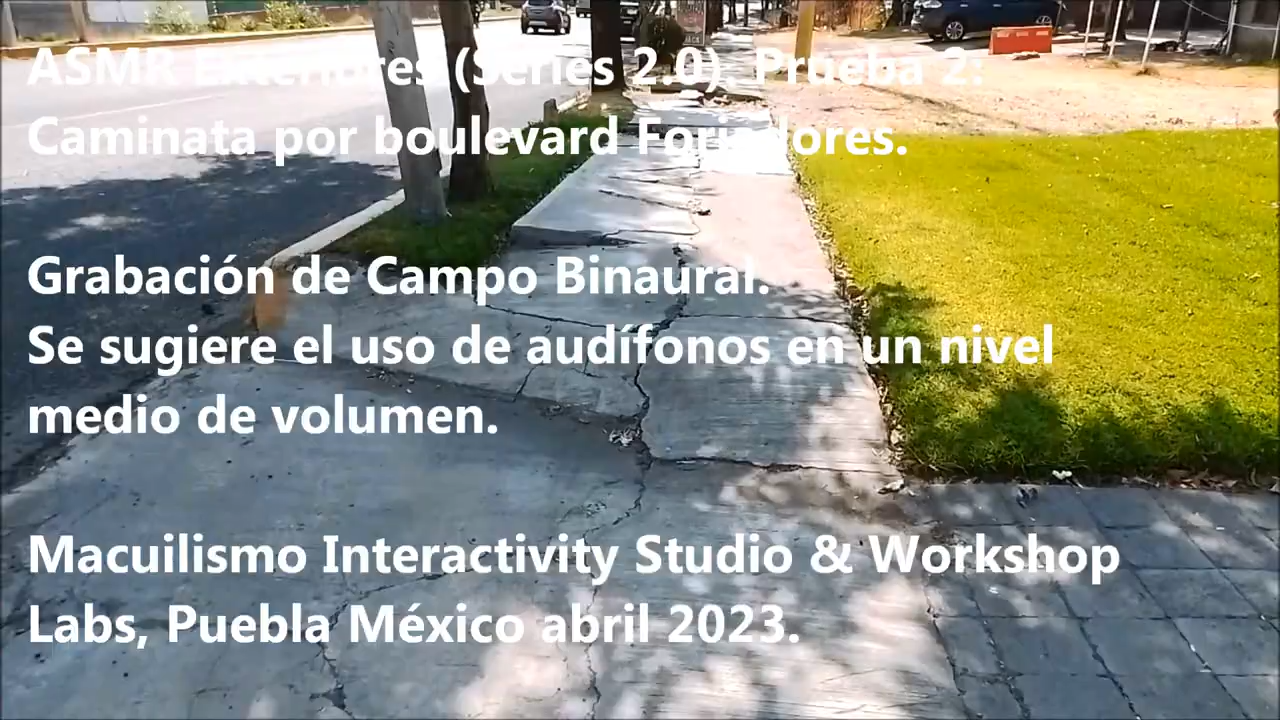 ASMR Exteriores (Series 2.0). Prueba 2:
Caminata por boulevard Forjadores.
Grabación de Campo Binaural.
Se sugiere el uso de audífonos en un nivel
medio de volumen.
Macuilismo Interactivity Studio & Workshop
Labs, Puebla México abril 2023.